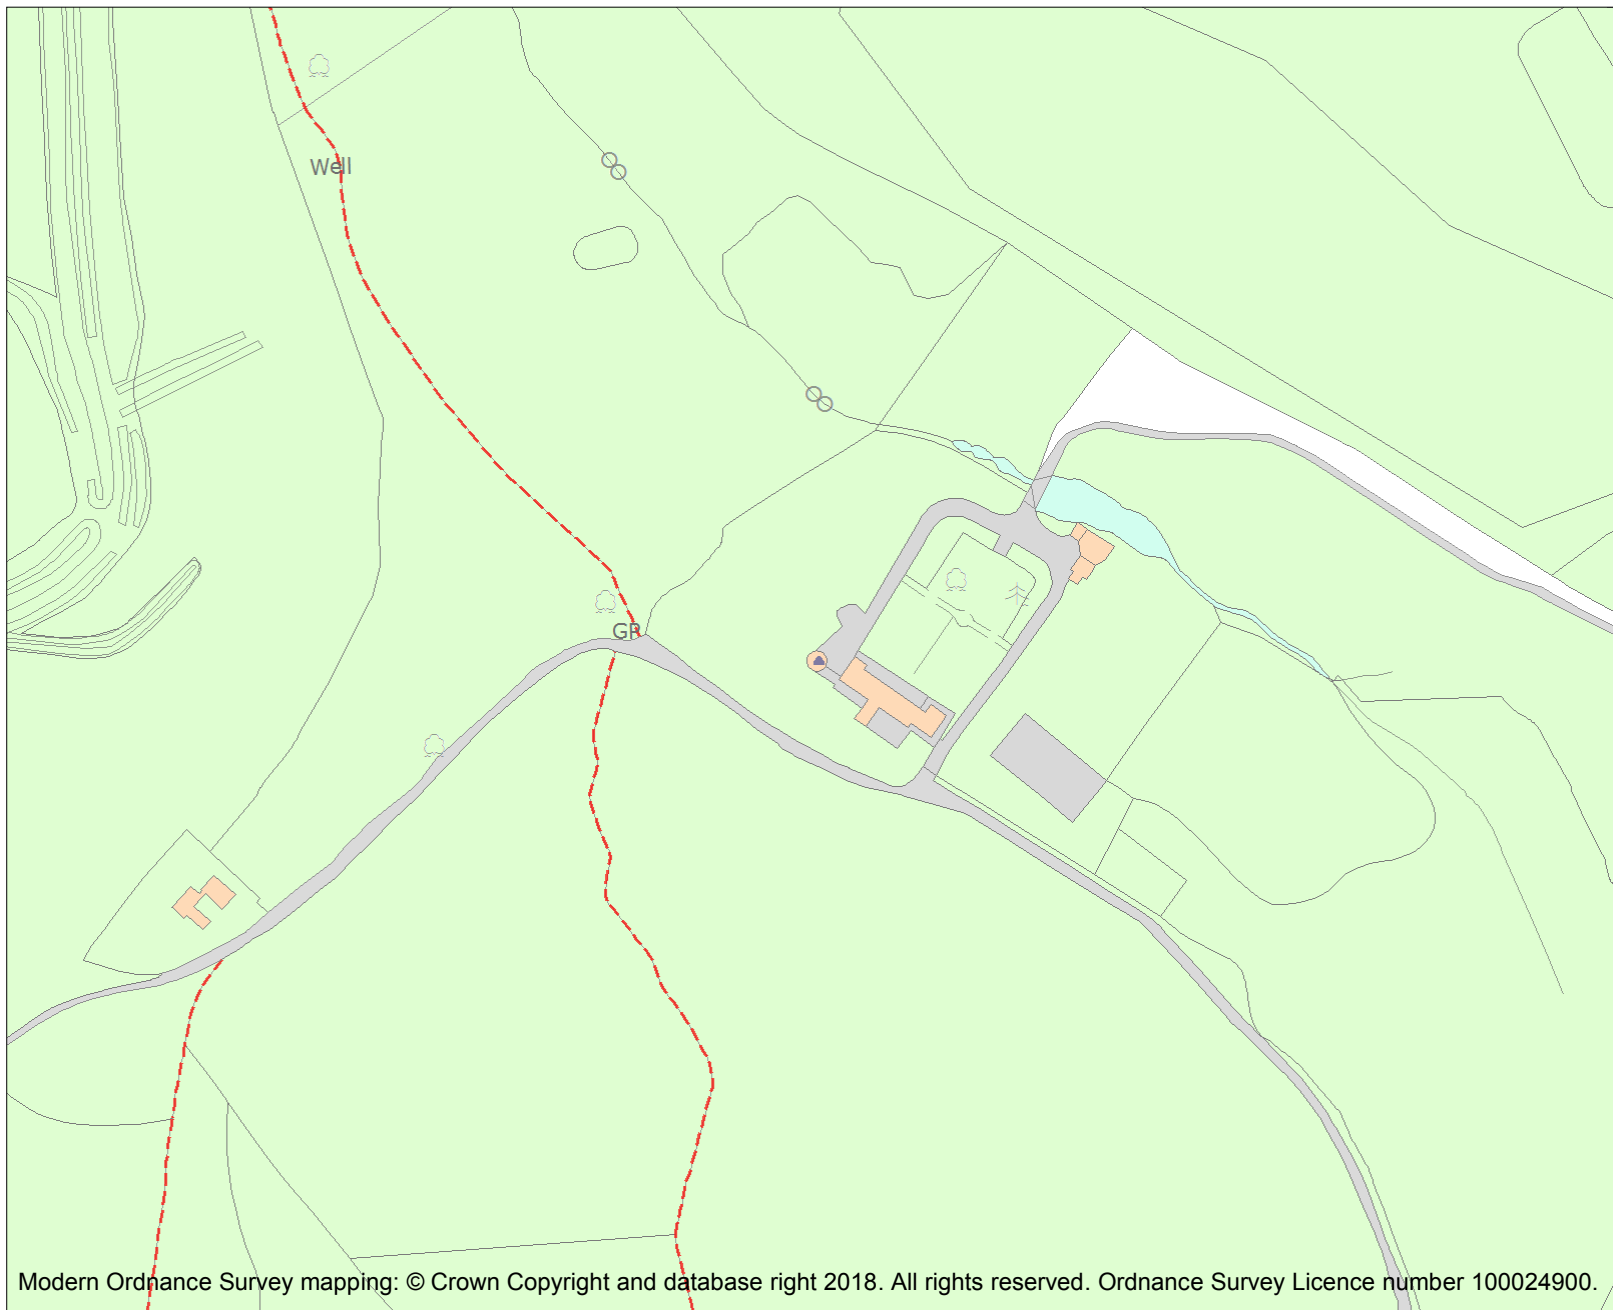 Well
GP
Modern Ordnance Survey mapping: © Crown Copyright and database right 2018. All rights reserved. Ordnance Survey Licence number 100024900.